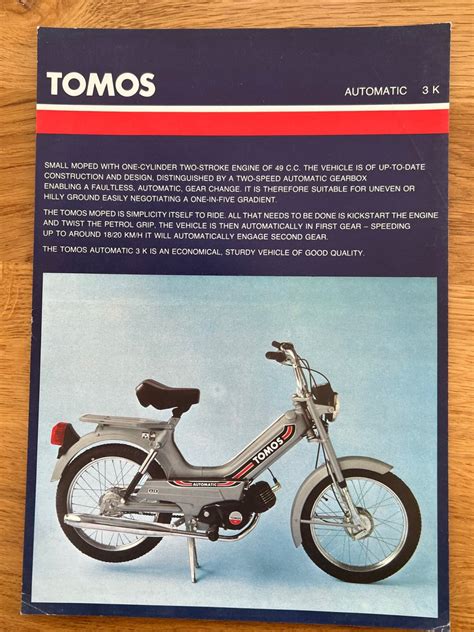 TOMOS
AUTOMATIC 3 K
SMALL MOPED WITH ONE-CYLINDER TWO-STROKE ENGINE OF 49 C.C. THE VEHICLE IS OF UP-TO-DATE
CONSTRUCTION AND DESIGN, DISTINGUISHED BY A TWO-SPEED AUTOMATIC GEARBOX
ENABLING A FAULTLESS, AUTOMATIC, GEAR CHANGE. IT IS THEREFORE SUITABLE FOR UNEVEN OR
HILLY GROUND EASILY NEGOTIATING A ONE-IN-FIVE GRADIENT.
THE TOMOS MOPED IS SIMPLICITY ITSELF TO RIDE. ALL THAT NEEDS TO BE DONE IS KICKSTART THE ENGINE
AND TWIST THE PETROL GRIP. THE VEHICLE IS THEN AUTOMATICALLY IN FIRST GEAR – SPEEDING
UP TO AROUND 18/20 KM/H IT WILL AUTOMATICALLY ENGAGE SECOND GEAR.
THE TOMOS AUTOMATIC 3 K IS AN ECONOMICAL, STURDY VEHICLE OF GOOD QUALITY.
TOMOS
AUTOMATIC